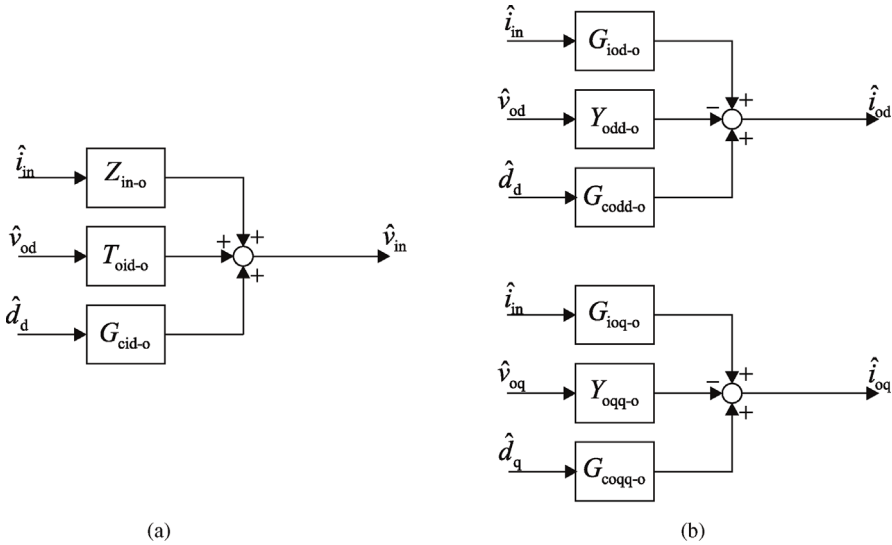 î_in Z_in-o + +
v̂_od T_oid-o + v̂_in
d̂_d G_cid-o
(a)
î_in G_iod-o +
v̂_od Y_odd-o − î_od
d̂_d G_codd-o +
î_in G_ioq-o +
v̂_oq Y_oqq-o − î_oq
d̂_q G_coqq-o +
(b)